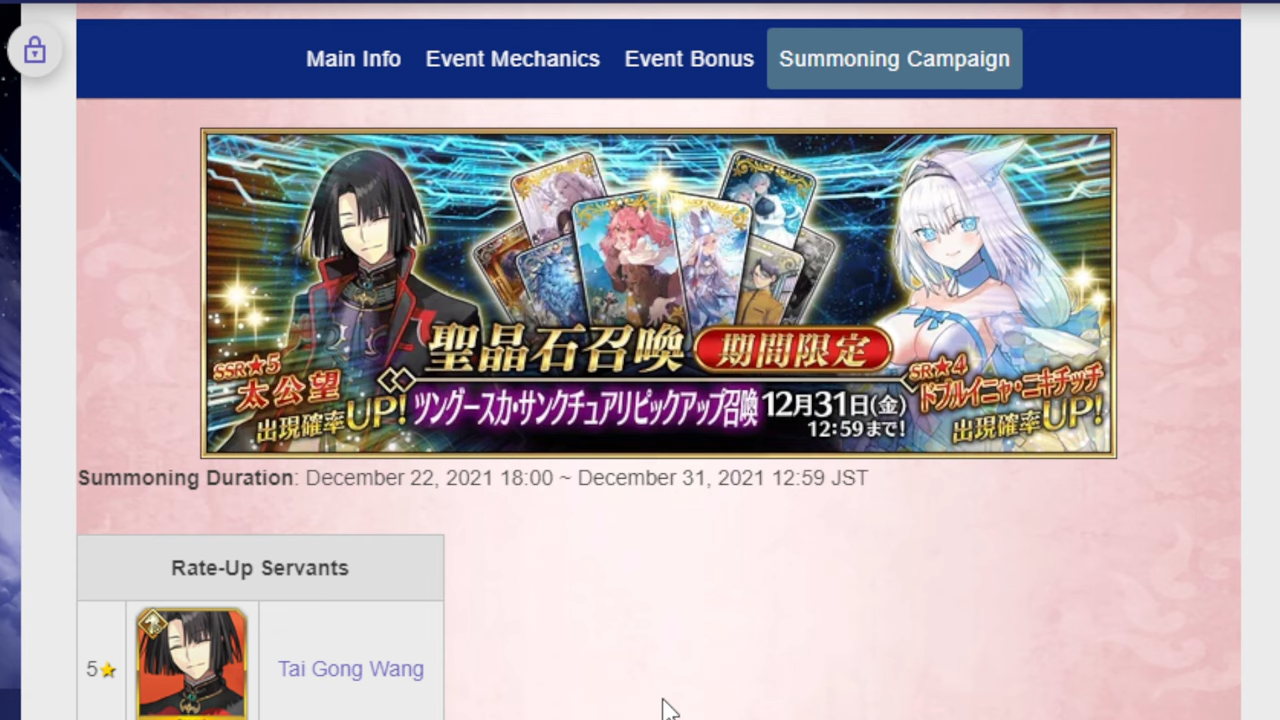 Main Info Event Mechanics Event Bonus Summoning Campaign
聖晶石召喚 期間限定
SSR★5
太公望
出現確率UP!
ツングースカ・サンクチュアリピックアップ召喚
12月31日(金)
12:59まで!
SR★4
ドブルイニャ・ニキチッチ
出現確率UP!
Summoning Duration: December 22, 2021 18:00 ~ December 31, 2021 12:59 JST
Rate-Up Servants
5★ Tai Gong Wang